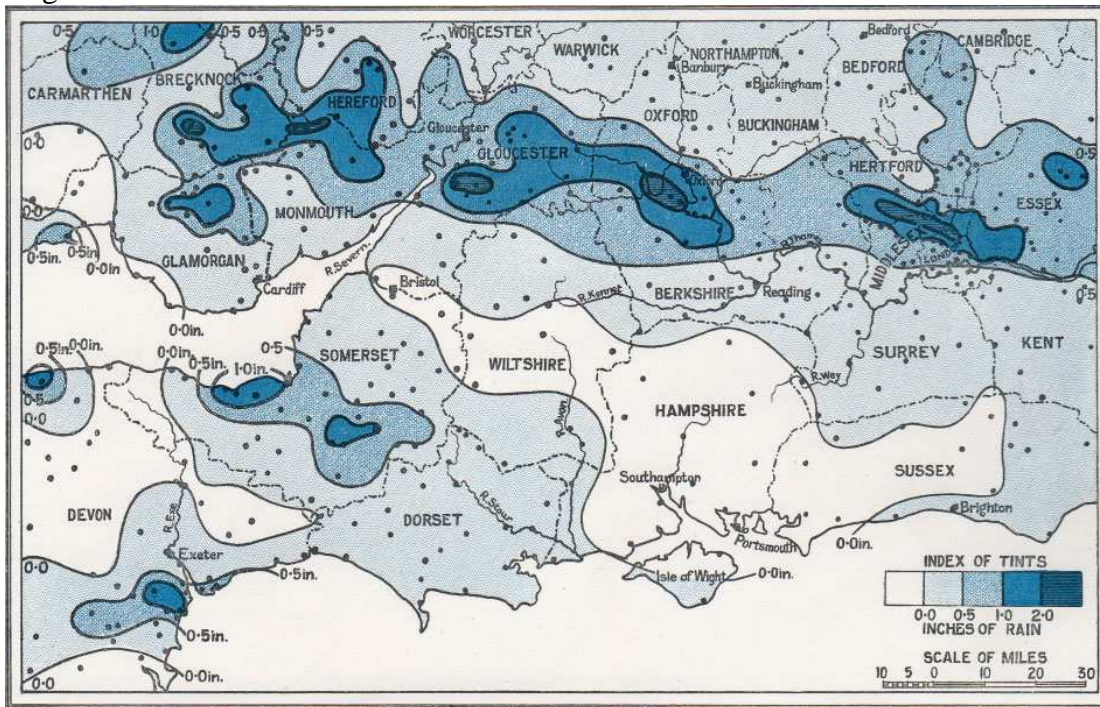 0·5
1·0
0·5
0·5
0·5
WORCESTER
WARWICK
NORTHAMPTON
Banbury
Bedford
CAMBRIDGE
BRECKNOCK
CARMARTHEN
HEREFORD
Buckingham
BEDFORD
OXFORD
BUCKINGHAM
0·0
Gloucester
GLOUCESTER
HERTFORD
0·5
Oxford
ESSEX
MONMOUTH
0·0
0·5in.
0·5in.
0·0in.
GLAMORGAN
R.Severn.
R.Thames
MIDDLESEX
LONDON
Cardiff
Bristol
R.Kennet
BERKSHIRE
Reading
0·5
0·0in.
0·5in.
0·0in.
0·0in.
0·5in.
1·0in.
0·5
SOMERSET
WILTSHIRE
SURREY
KENT
R.Wey
0·5
0·0
HAMPSHIRE
R.Avon
SUSSEX
Southampton
DEVON
R.Exe
DORSET
R.Stour
Brighton
Portsmouth
0·0in.
Exeter
0·0
0·5in.
Isle of Wight
0·0in.
INDEX OF TINTS
0·0 0·5 1·0 2·0
INCHES OF RAIN
0·5in.
SCALE OF MILES
10 5 0 10 20 30
0·0
0·0in.